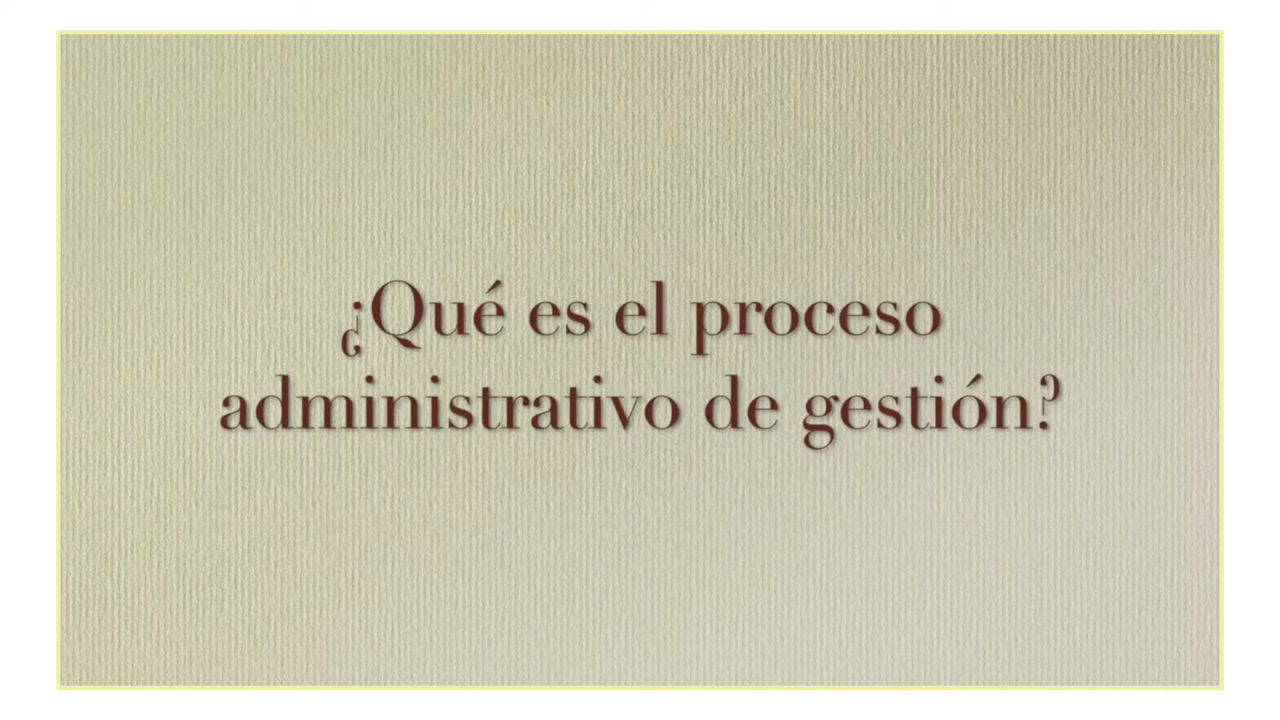 ¿Qué es el proceso
administrativo de gestión?